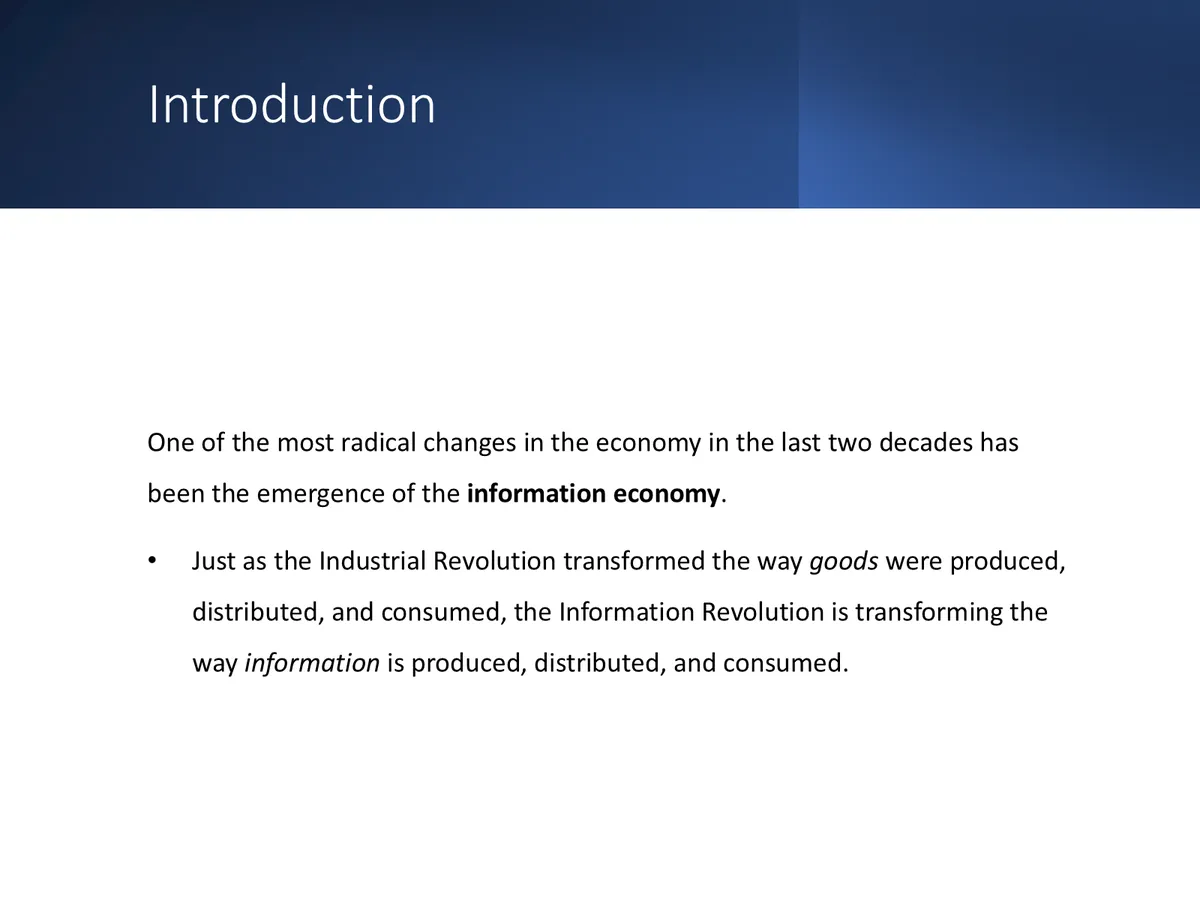 Introduction
One of the most radical changes in the economy in the last two decades has
been the emergence of the information economy.
• Just as the Industrial Revolution transformed the way goods were produced,
distributed, and consumed, the Information Revolution is transforming the
way information is produced, distributed, and consumed.